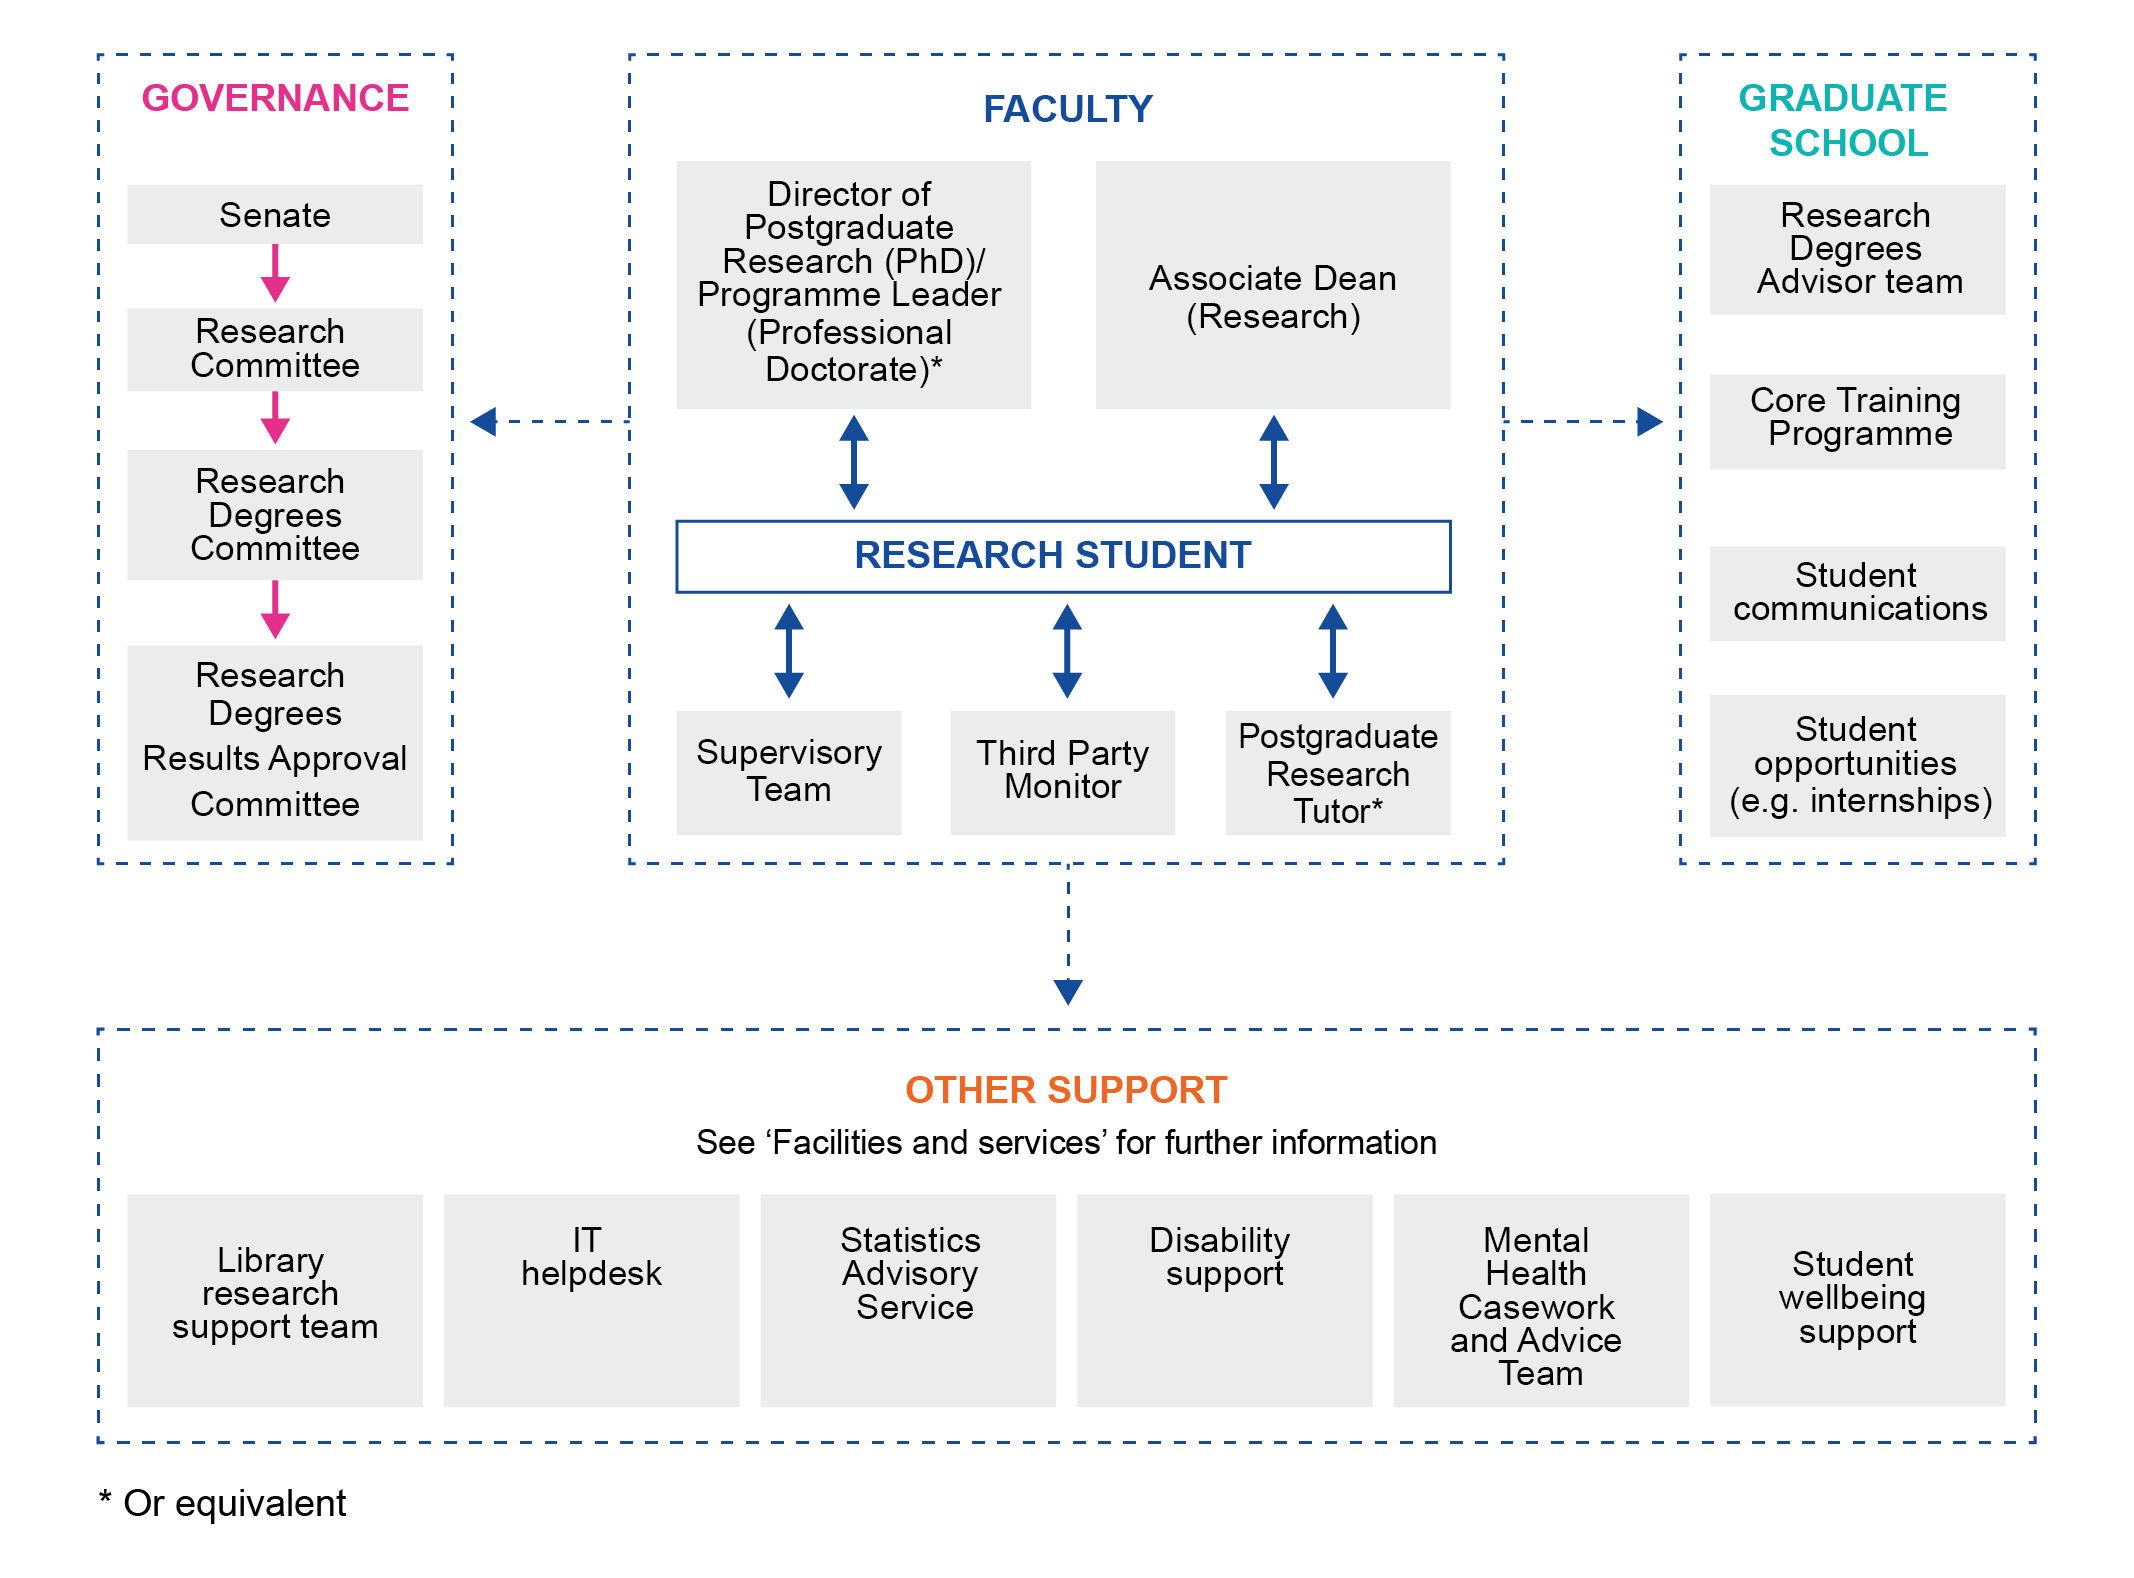 GOVERNANCE
Senate
Research
Committee
Research
Degrees
Committee
Research
Degrees
Results Approval
Committee
FACULTY
Director of
Postgraduate
Research (PhD)/
Programme Leader
(Professional
Doctorate)*
Associate Dean
(Research)
RESEARCH STUDENT
Supervisory
Team
Third Party
Monitor
Postgraduate
Research
Tutor*
GRADUATE
SCHOOL
Research
Degrees
Advisor team
Core Training
Programme
Student
communications
Student
opportunities
(e.g. internships)
OTHER SUPPORT
See ‘Facilities and services’ for further information
Library
research
support team
IT
helpdesk
Statistics
Advisory
Service
Disability
support
Mental
Health
Casework
and Advice
Team
Student
wellbeing
support
* Or equivalent